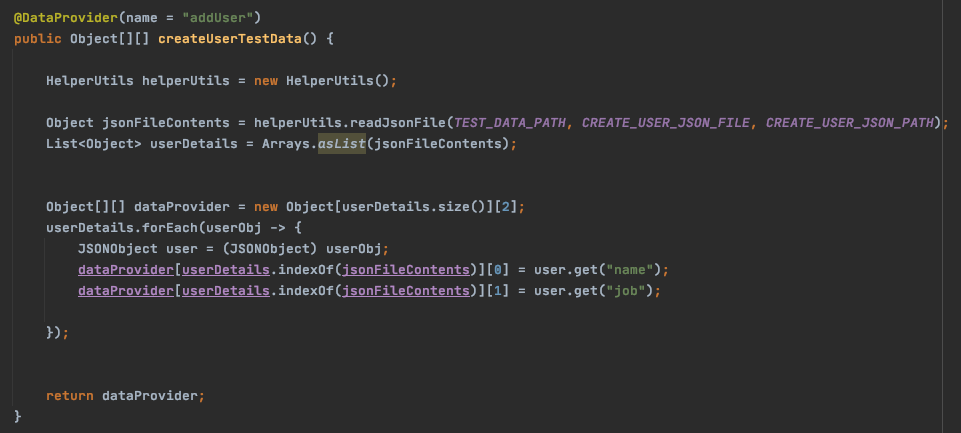 @DataProvider(name = "addUser")
public Object[][] createUserTestData() {
HelperUtils helperUtils = new HelperUtils();
Object jsonFileContents = helperUtils.readJsonFile(TEST_DATA_PATH, CREATE_USER_JSON_FILE, CREATE_USER_JSON_PATH);
List<Object> userDetails = Arrays.asList(jsonFileContents);
Object[][] dataProvider = new Object[userDetails.size()][2];
userDetails.forEach(userObj -> {
JSONObject user = (JSONObject) userObj;
dataProvider[userDetails.indexOf(jsonFileContents)][0] = user.get("name");
dataProvider[userDetails.indexOf(jsonFileContents)][1] = user.get("job");
});
return dataProvider;
}